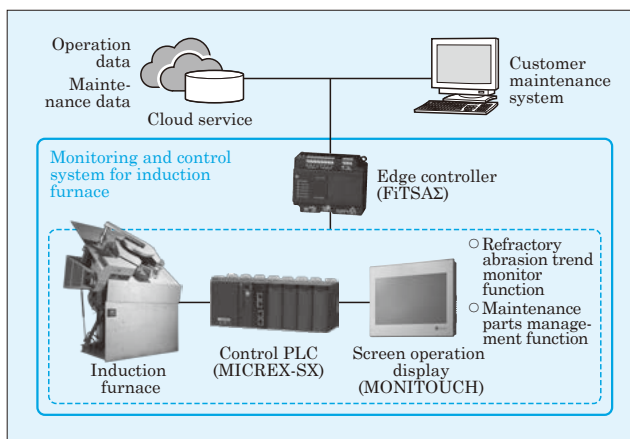 Operation
data
Mainte-
nance data
Cloud service
Customer
maintenance
system
Monitoring and control
system for induction
furnace
Edge controller
(FiTSAΣ)
Induction
furnace
Control PLC
(MICREX-SX)
Screen operation
display
(MONITOUCH)
○ Refractory
abrasion trend
monitor
function
○ Maintenance
parts manage-
ment function